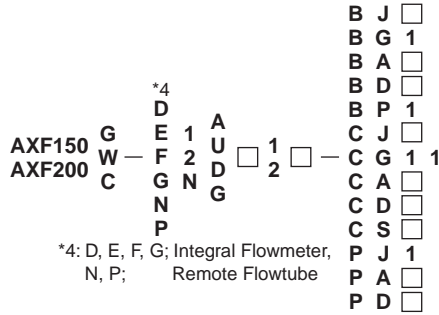 B J □
B G 1
B A □
B D □
*4
D E F G N P
B P 1
C J □
AXF150 AXF200 G W C — 1 2 N A U D G □ 1 2 □ — C G 1 1
C A □
C D □
C S □
*4: D, E, F, G; Integral Flowmeter,
P J 1
N, P; Remote Flowtube
P A □
P D □